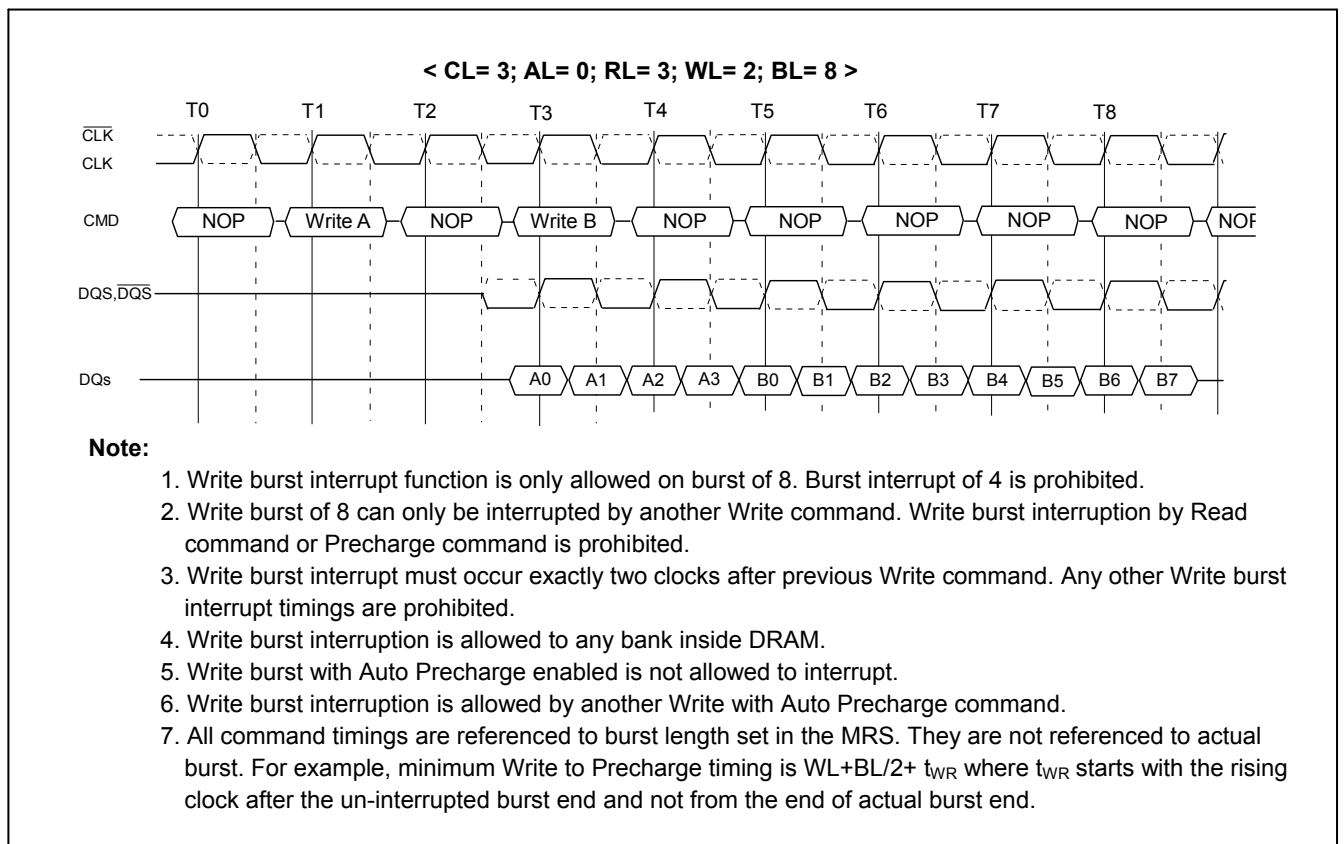 < CL= 3; AL= 0; RL= 3; WL= 2; BL= 8 >
T0 T1 T2 T3 T4 T5 T6 T7 T8
CLK
CLK
CMD NOP Write A NOP Write B NOP NOP NOP NOP NOP NOP
DQS,DQS
DQs A0 A1 A2 A3 B0 B1 B2 B3 B4 B5 B6 B7
Note:
1. Write burst interrupt function is only allowed on burst of 8. Burst interrupt of 4 is prohibited.
2. Write burst of 8 can only be interrupted by another Write command. Write burst interruption by Read
command or Precharge command is prohibited.
3. Write burst interrupt must occur exactly two clocks after previous Write command. Any other Write burst
interrupt timings are prohibited.
4. Write burst interruption is allowed to any bank inside DRAM.
5. Write burst with Auto Precharge enabled is not allowed to interrupt.
6. Write burst interruption is allowed by another Write with Auto Precharge command.
7. All command timings are referenced to burst length set in the MRS. They are not referenced to actual
burst. For example, minimum Write to Precharge timing is WL+BL/2+ tWR where tWR starts with the rising
clock after the un-interrupted burst end and not from the end of actual burst end.